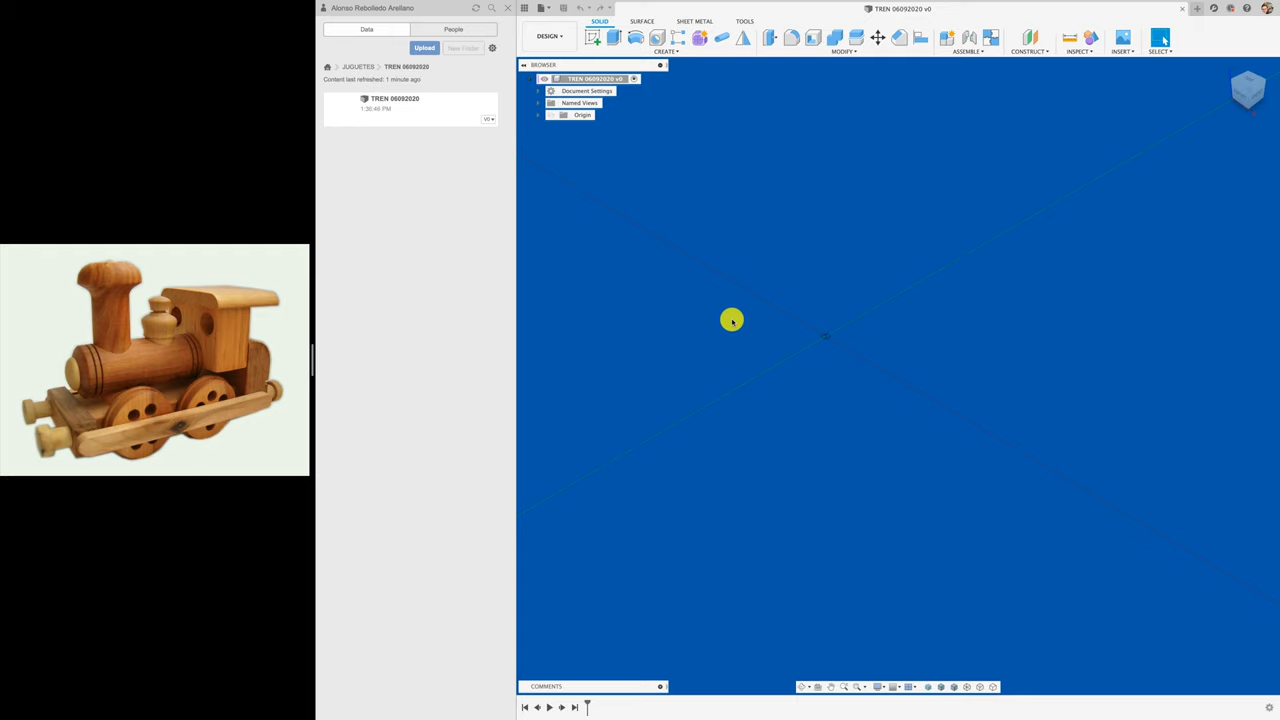 Alonso Rebolledo Arellano
Data
People
Upload
New Folder
JUGUETES
TREN 06092020
Content last refreshed: 1 minute ago
TREN 06092020
1:36:46 PM
V0
TREN 06092020 v0
SOLID
SURFACE
SHEET METAL
TOOLS
DESIGN
CREATE
MODIFY
ASSEMBLE
CONSTRUCT
INSPECT
INSERT
SELECT
BROWSER
TREN 06092020 v0
Document Settings
Named Views
Origin
COMMENTS